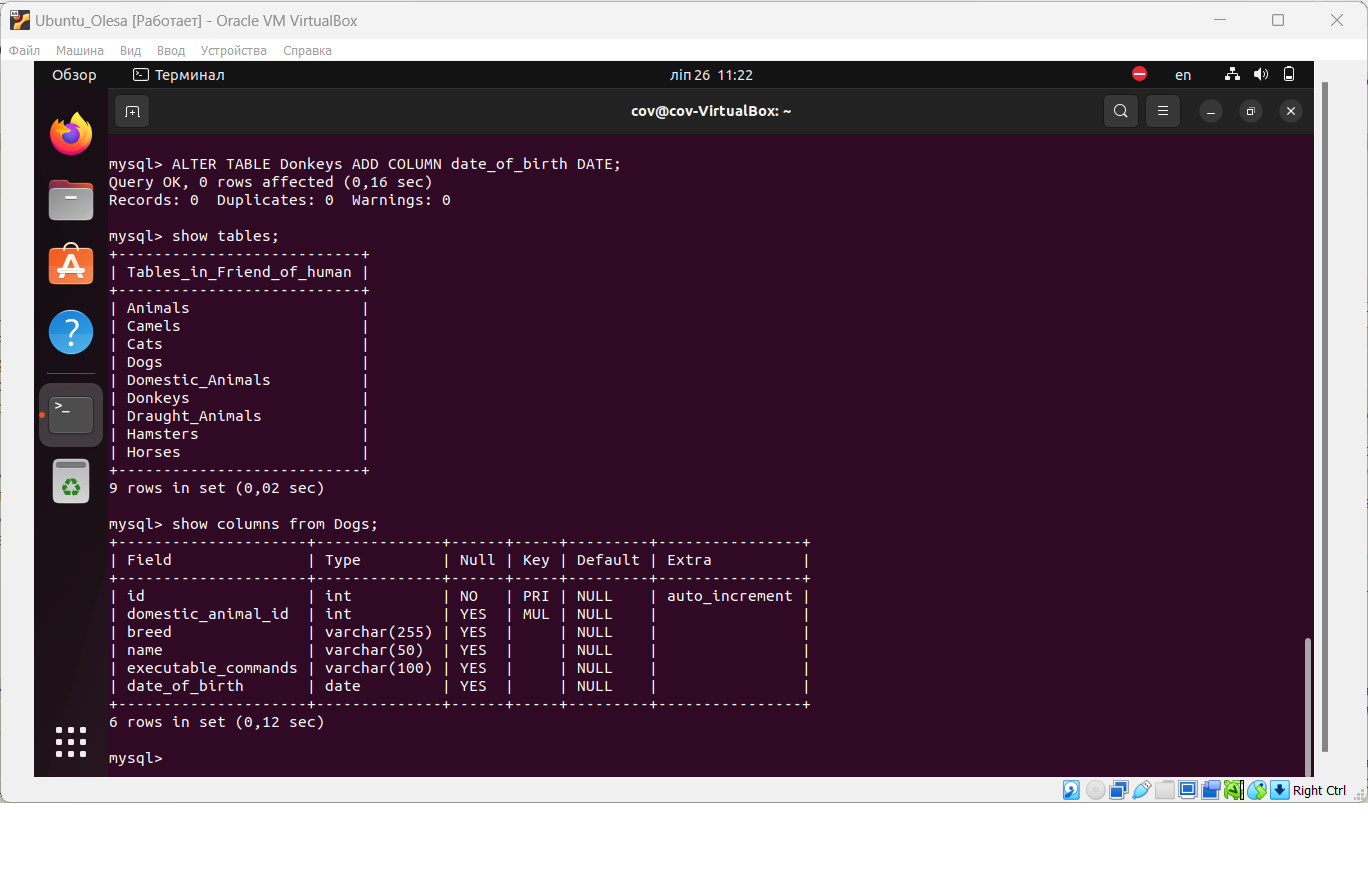 Ubuntu_Olesa [Работает] - Oracle VM VirtualBox
Файл Машина Вид Ввод Устройства Справка
Обзор Терминал ліп 26 11:22 en
cov@cov-VirtualBox: ~
mysql> ALTER TABLE Donkeys ADD COLUMN date_of_birth DATE;
Query OK, 0 rows affected (0,16 sec)
Records: 0  Duplicates: 0  Warnings: 0
mysql> show tables;
+---------------------------+
| Tables_in_Friend_of_human |
+---------------------------+
| Animals                   |
| Camels                    |
| Cats                      |
| Dogs                      |
| Domestic_Animals          |
| Donkeys                   |
| Draught_Animals           |
| Hamsters                  |
| Horses                    |
+---------------------------+
9 rows in set (0,02 sec)
mysql> show columns from Dogs;
+---------------------+--------------+------+-----+---------+----------------+
| Field               | Type         | Null | Key | Default | Extra          |
+---------------------+--------------+------+-----+---------+----------------+
| id                  | int          | NO   | PRI | NULL    | auto_increment |
| domestic_animal_id  | int          | YES  | MUL | NULL    |                |
| breed               | varchar(255) | YES  |     | NULL    |                |
| name                | varchar(50)  | YES  |     | NULL    |                |
| executable_commands | varchar(100) | YES  |     | NULL    |                |
| date_of_birth       | date         | YES  |     | NULL    |                |
+---------------------+--------------+------+-----+---------+----------------+
6 rows in set (0,12 sec)
mysql>
Right Ctrl